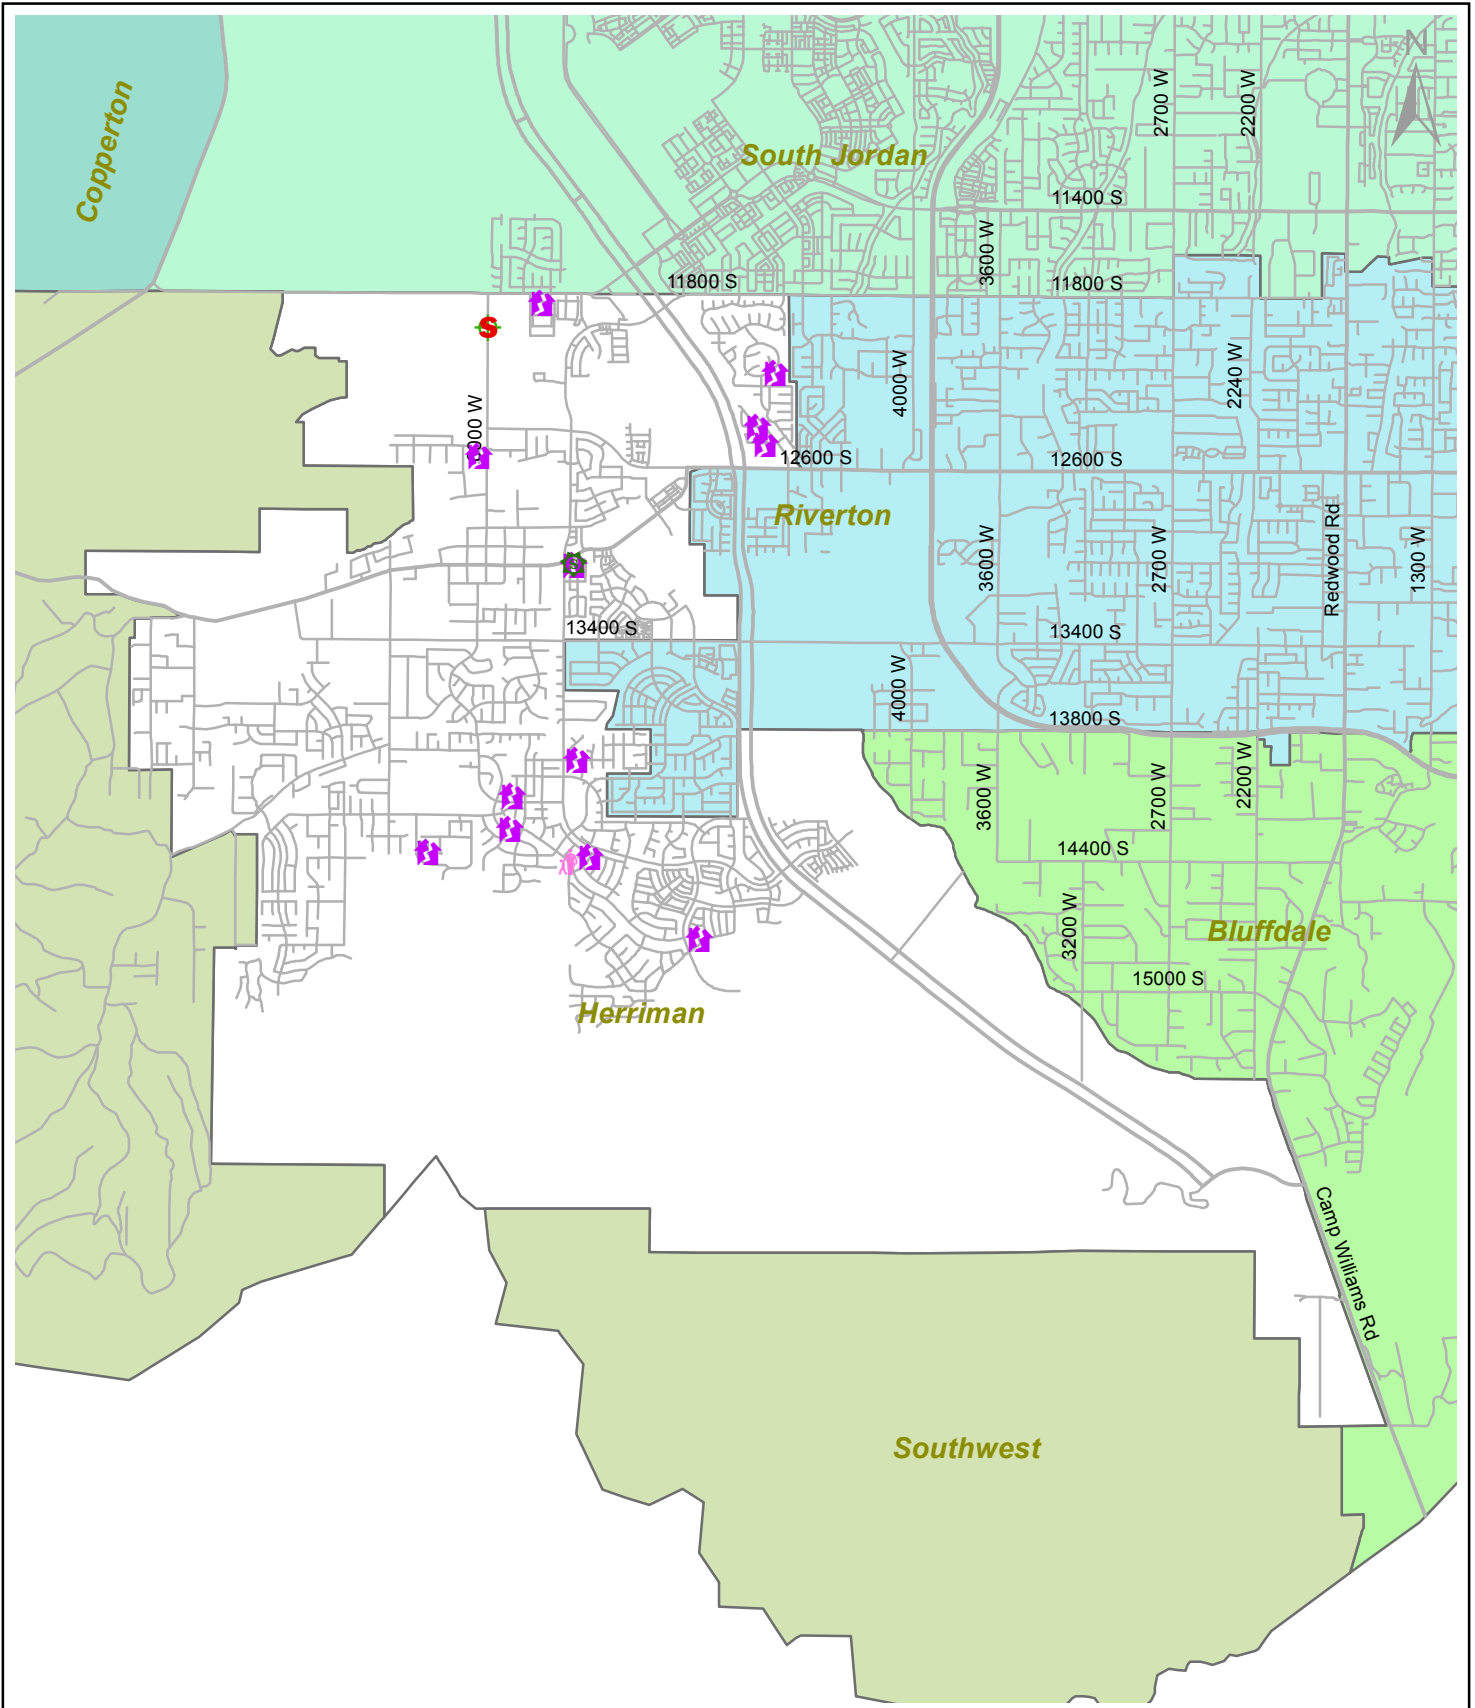 N
Copperton
2700 W
2200 W
South Jordan
11400 S
3600 W
11800 S
11800 S
S
4000 W
2240 W
12600 S
12600 S
Riverton
3600 W
2700 W
Redwood Rd
1300 W
13400 S
13400 S
4000 W
13800 S
3600 W
2700 W
2200 W
14400 S
3200 W
Bluffdale
15000 S
Herriman
Camp Williams Rd
Southwest